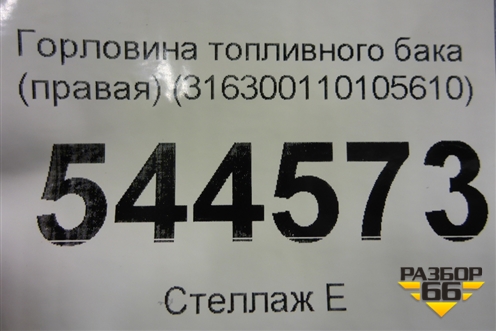 Горловина топливного бака
(правая) (316300110105610)
544573
Стеллаж Е
РАЗБОР
66